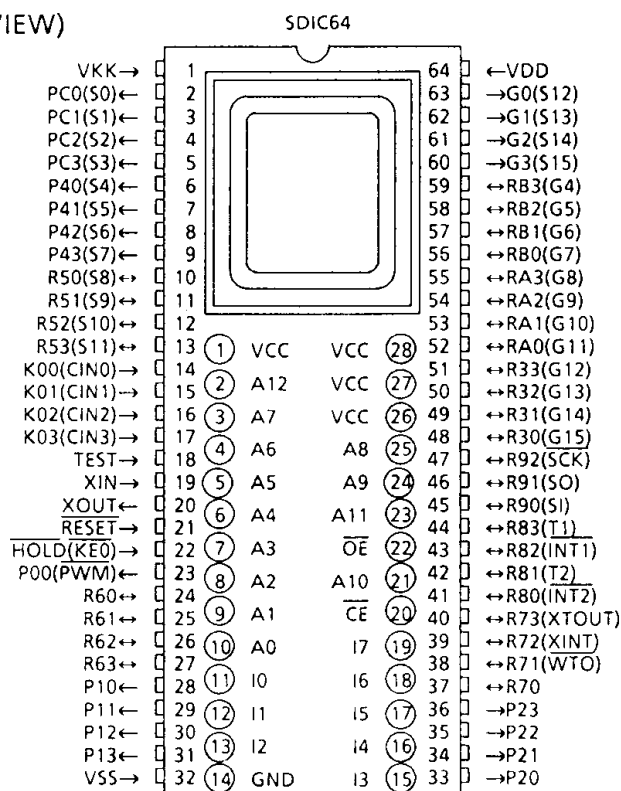 VIEW) SDIC64
VKK→ 1 64 ←VDD
PC0(S0)← 2 63 →G0(S12)
PC1(S1)← 3 62 →G1(S13)
PC2(S2)← 4 61 →G2(S14)
PC3(S3)← 5 60 →G3(S15)
P40(S4)← 6 59 ↔RB3(G4)
P41(S5)← 7 58 ↔RB2(G5)
P42(S6)← 8 57 ↔RB1(G6)
P43(S7)← 9 56 ↔RB0(G7)
R50(S8)↔ 10 55 ↔RA3(G8)
R51(S9)↔ 11 54 ↔RA2(G9)
R52(S10)↔ 12 53 ↔RA1(G10)
R53(S11)↔ 13 ① VCC VCC ㉘ 52 ↔RA0(G11)
K00(CIN0)→ 14 51 ↔R33(G12)
K01(CIN1)→ 15 ② A12 VCC ㉗ 50 ↔R32(G13)
K02(CIN2)→ 16 ③ A7 VCC ㉖ 49 ↔R31(G14)
K03(CIN3)→ 17 48 ↔R30(G15)
TEST→ 18 ④ A6 A8 ㉕ 47 ↔R92(SCK)
XIN→ 19 ⑤ A5 A9 ㉔ 46 ↔R91(SO)
XOUT← 20 45 ↔R90(SI)
RESET→ 21 ⑥ A4 A11 ㉓ 44 ↔R83(T1)
HOLD(KE0)→ 22 ⑦ A3 OE ㉒ 43 ↔R82(INT1)
P00(PWM)← 23 ⑧ A2 A10 ㉑ 42 ↔R81(T2)
R60↔ 24 41 ↔R80(INT2)
R61↔ 25 ⑨ A1 CE ⑳ 40 ↔R73(XTOUT)
R62↔ 26 ⑩ A0 I7 ⑲ 39 ↔R72(XINT)
R63↔ 27 38 ↔R71(WTO)
P10← 28 ⑪ I0 I6 ⑱ 37 ↔R70
P11← 29 ⑫ I1 I5 ⑰ 36 →P23
P12← 30 35 →P22
P13← 31 ⑬ I2 I4 ⑯ 34 →P21
VSS→ 32 ⑭ GND I3 ⑮ 33 →P20